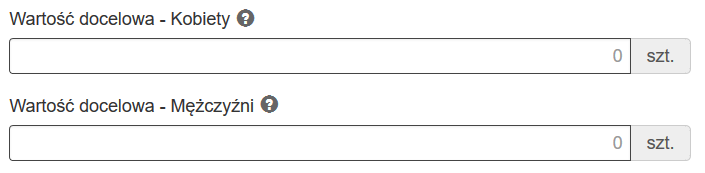 Wartość docelowa - Kobiety ?
0 szt.
Wartość docelowa - Mężczyźni ?
0 szt.